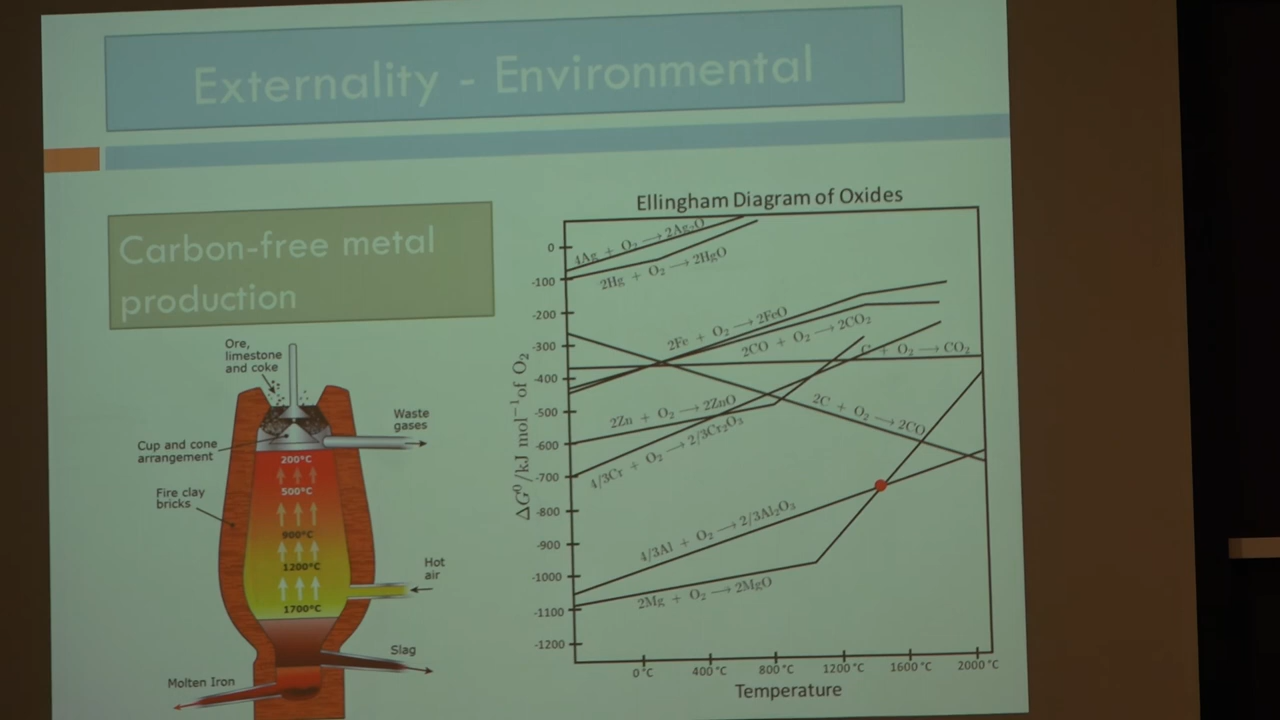 Externality - Environmental
Carbon-free metal
production
Ore,
limestone
and coke
Waste
gases
Cup and cone
arrangement
Fire clay
bricks
200°C
500°C
900°C
1200°C
1700°C
Hot
air
Slag
Molten Iron
Ellingham Diagram of Oxides
ΔG⁰/kJ mol⁻¹ of O₂
0
-100
-200
-300
-400
-500
-600
-700
-800
-900
-1000
-1100
-1200
4Ag + O₂ → 2Ag₂O
2Hg + O₂ → 2HgO
2Fe + O₂ → 2FeO
2CO + O₂ → 2CO₂
C + O₂ → CO₂
2Zn + O₂ → 2ZnO
2C + O₂ → 2CO
4/3Cr + O₂ → 2/3Cr₂O₃
4/3Al + O₂ → 2/3Al₂O₃
2Mg + O₂ → 2MgO
0°C 400°C 800°C 1200°C 1600°C 2000°C
Temperature